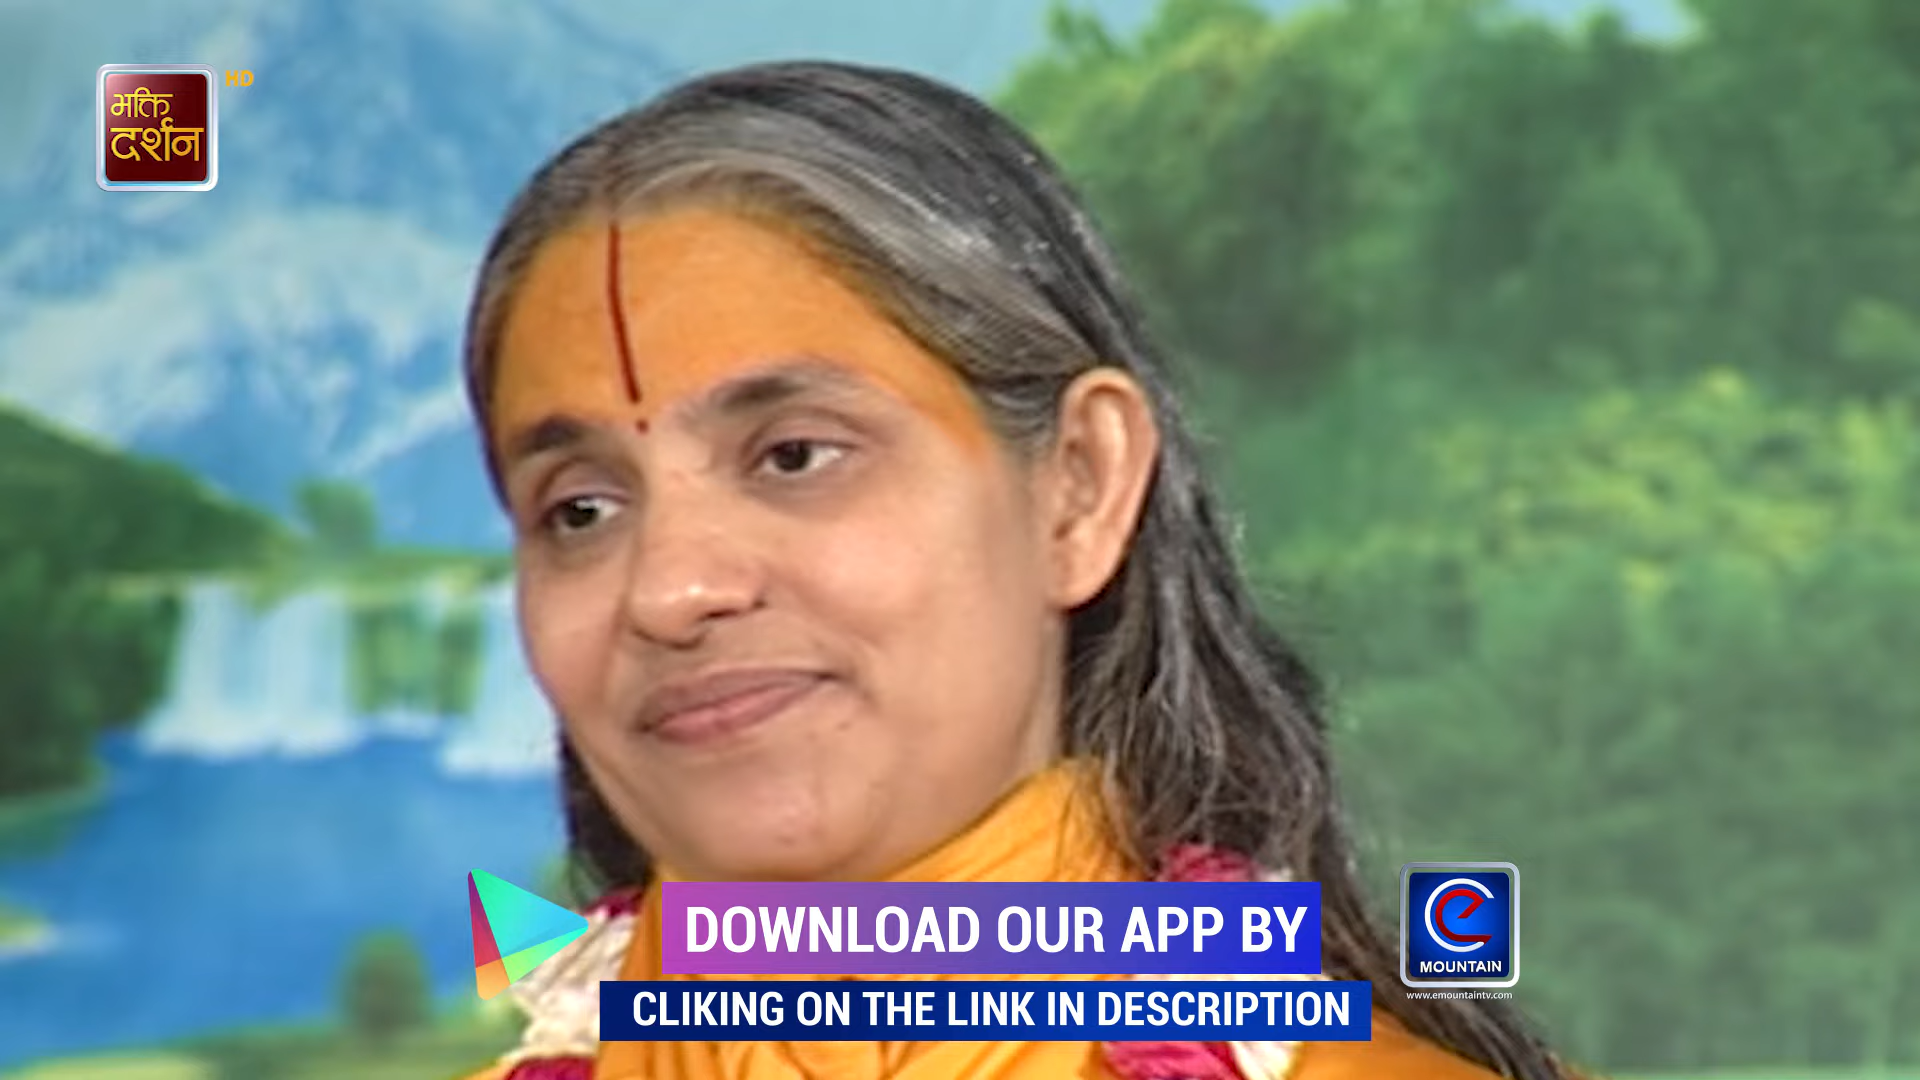 भक्ति
दर्शन
HD
DOWNLOAD OUR APP BY
CLIKING ON THE LINK IN DESCRIPTION
e
MOUNTAIN
www.emountaintv.com